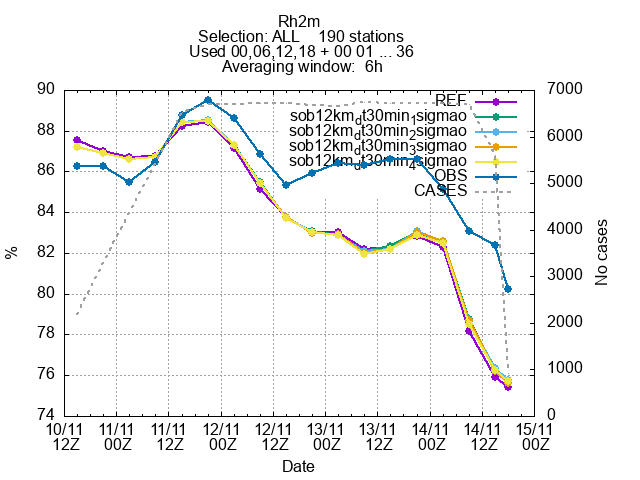 Rh2m
Selection: ALL 190 stations
Used 00,06,12,18 + 00 01 ... 36
Averaging window: 6h
REF
sob12km_dt30min_1sigmao
sob12km_dt30min_2sigmao
sob12km_dt30min_3sigmao
sob12km_dt30min_4sigmao
OBS
CASES
90
88
86
84
82
80
78
76
74
%
7000
6000
5000
4000
3000
2000
1000
0
No cases
10/11 11/11 11/11 12/11 12/11 13/11 13/11 14/11 14/11 15/11
12Z 00Z 12Z 00Z 12Z 00Z 12Z 00Z 12Z 00Z
Date